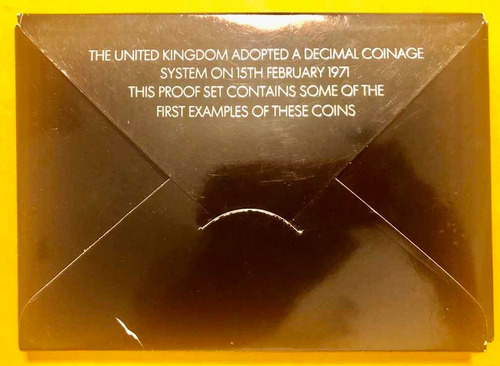 THE UNITED KINGDOM ADOPTED A DECIMAL COINAGE
SYSTEM ON 15TH FEBRUARY 1971
THIS PROOF SET CONTAINS SOME OF THE
FIRST EXAMPLES OF THESE COINS